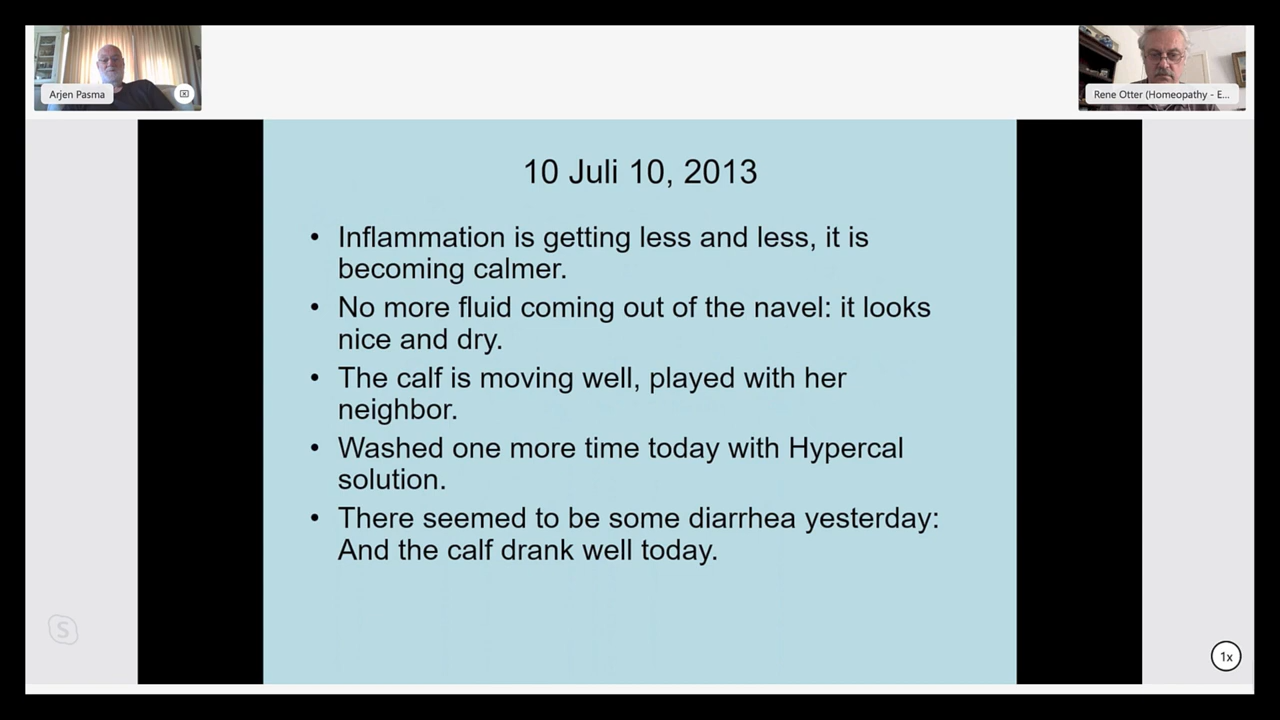 Arjen Pasma
Rene Otter (Homeopathy - E...
10 Juli 10, 2013
• Inflammation is getting less and less, it is
becoming calmer.
• No more fluid coming out of the navel: it looks
nice and dry.
• The calf is moving well, played with her
neighbor.
• Washed one more time today with Hypercal
solution.
• There seemed to be some diarrhea yesterday:
And the calf drank well today.
S
1x